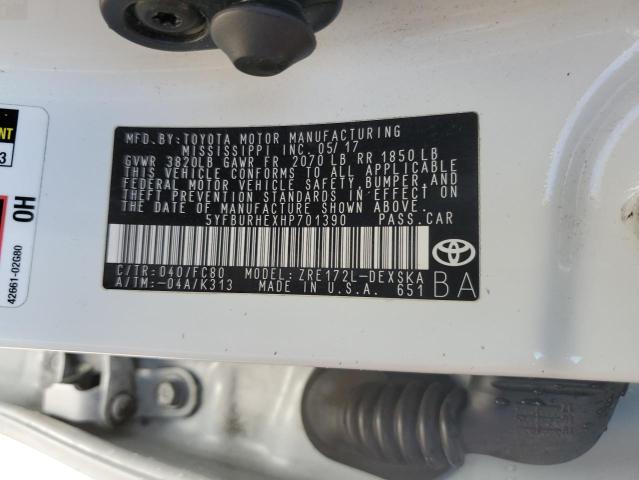 MFD.BY:TOYOTA MOTOR MANUFACTURING
MISSISSIPPI, INC. 05/17
GVWR 3820LB GAWR FR 2070LB RR 1850LB
THIS VEHICLE CONFORMS TO ALL APPLICABLE
FEDERAL MOTOR VEHICLE SAFETY, BUMPER, AND
THEFT PREVENTION STANDARDS IN EFFECT ON
THE DATE OF MANUFACTURE SHOWN ABOVE.
5YFBURHEXHP701390 PASS.CAR
C/TR: 040/FC80 MODEL: ZRE172L-DEXSKA
A/TM:-04A/K313 MADE IN U.S.A. 651
BA
3
OH
42661-02G80